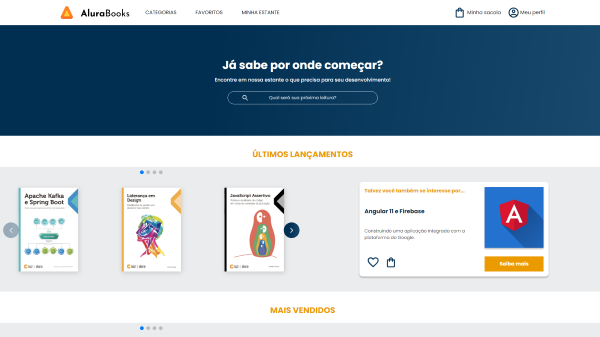 AluraBooks
CATEGORIAS
FAVORITOS
MINHA ESTANTE
Minha sacola
Meu perfil
Já sabe por onde começar?
Encontre em nossa estante o que precisa para seu desenvolvimento!
Qual será sua próxima leitura?
ÚLTIMOS LANÇAMENTOS
Apache Kafka
e Spring Boot
Liderança em
Design
JavaScript Assertivo
Talvez você também se interesse por...
Angular 11 e Firebase
Construindo uma aplicação integrada com a
plataforma do Google.
A
Saiba mais
MAIS VENDIDOS